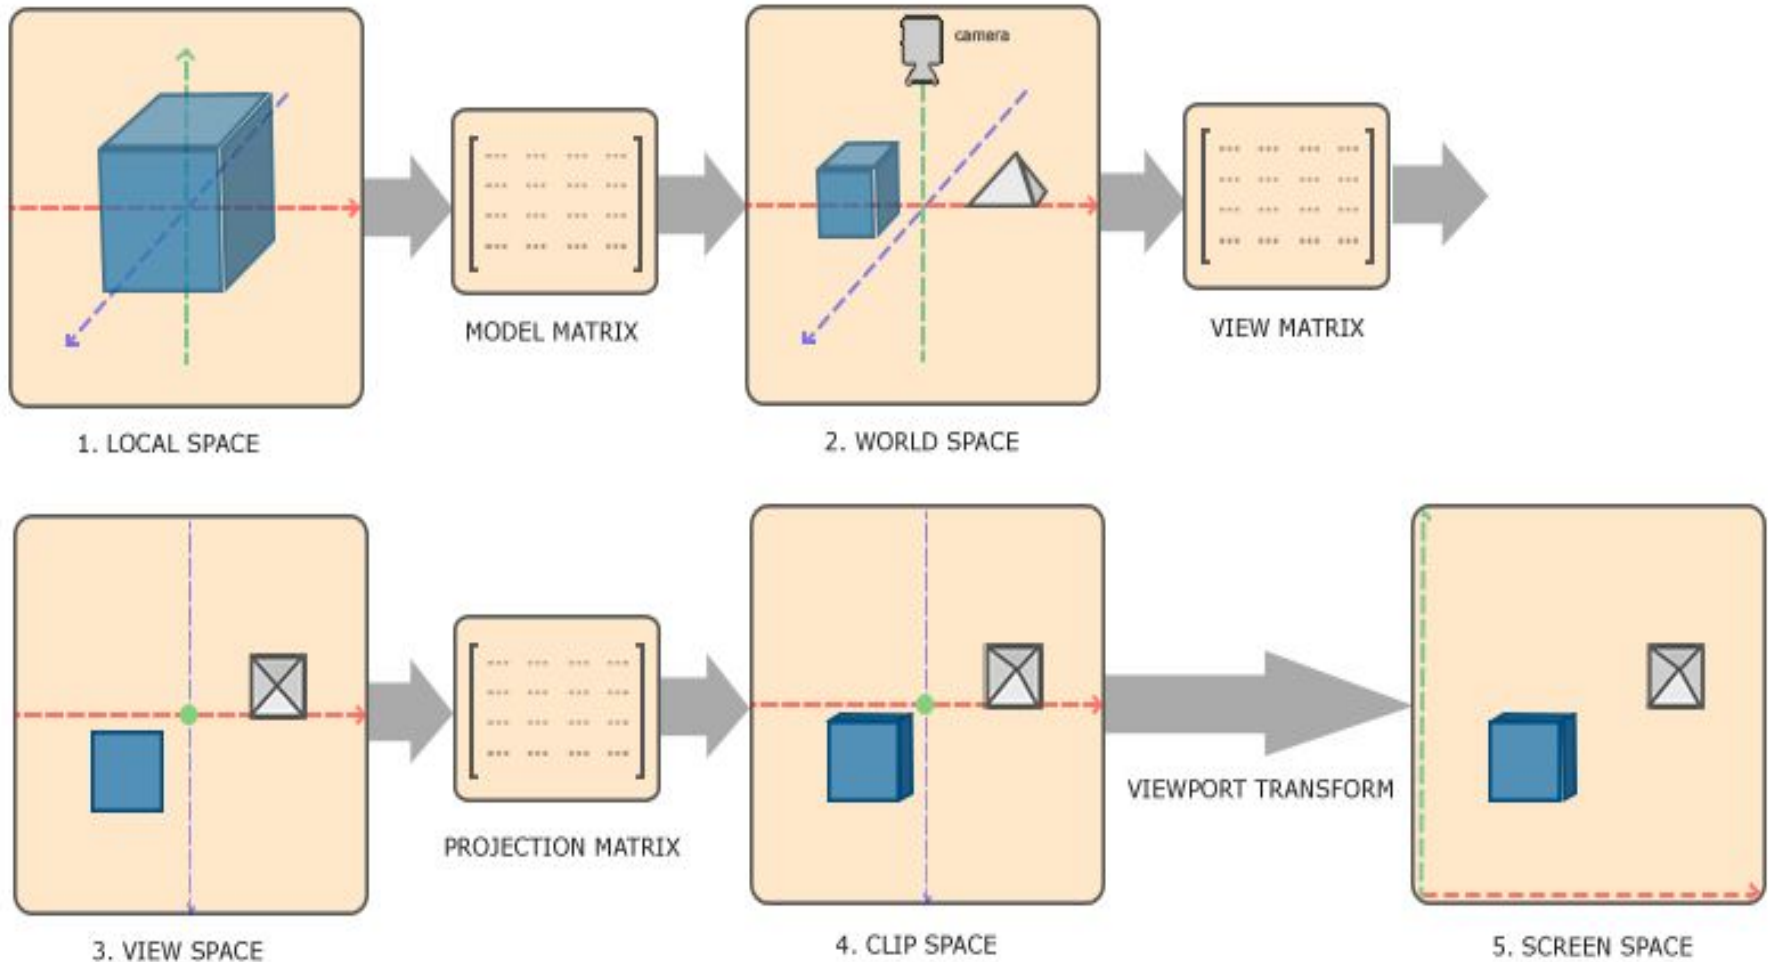 camera
MODEL MATRIX
VIEW MATRIX
1. LOCAL SPACE
2. WORLD SPACE
PROJECTION MATRIX
VIEWPORT TRANSFORM
3. VIEW SPACE
4. CLIP SPACE
5. SCREEN SPACE